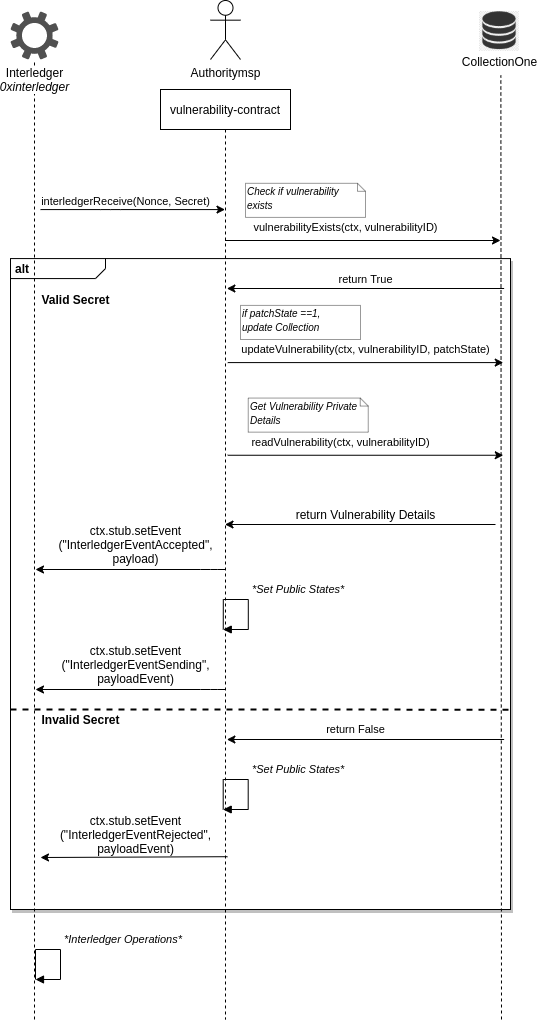 Interledger
0xinterledger
Authoritymsp
CollectionOne
vulnerability-contract
interledgerReceive(Nonce, Secret)
Check if vulnerability
exists
vulnerabilityExists(ctx, vulnerabilityID)
alt
return True
Valid Secret
if patchState ==1,
update Collection
updateVulnerability(ctx, vulnerabilityID, patchState)
Get Vulnerability Private
Details
readVulnerability(ctx, vulnerabilityID)
return Vulnerability Details
ctx.stub.setEvent
("InterledgerEventAccepted",
payload)
*Set Public States*
ctx.stub.setEvent
("InterledgerEventSending",
payloadEvent)
Invalid Secret
return False
*Set Public States*
ctx.stub.setEvent
("InterledgerEventRejected",
payloadEvent)
*Interledger Operations*